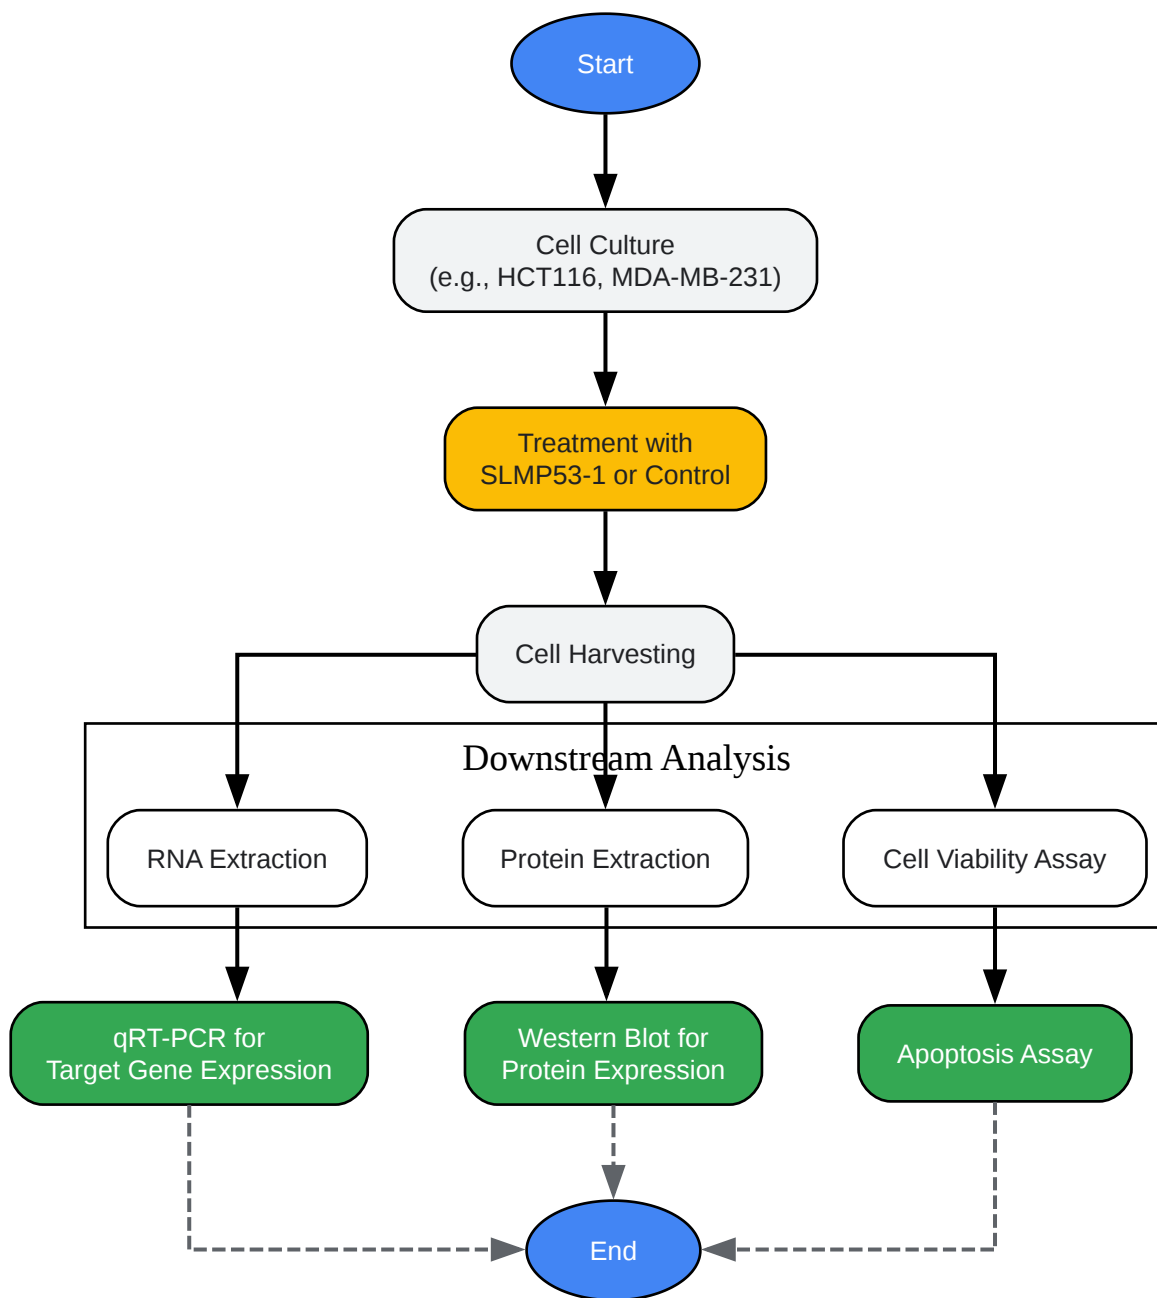 Start
Cell Culture
(e.g., HCT116, MDA-MB-231)
Treatment with
SLMP53-1 or Control
Cell Harvesting
Downstream Analysis
RNA Extraction
Protein Extraction
Cell Viability Assay
qRT-PCR for
Target Gene Expression
Western Blot for
Protein Expression
Apoptosis Assay
End